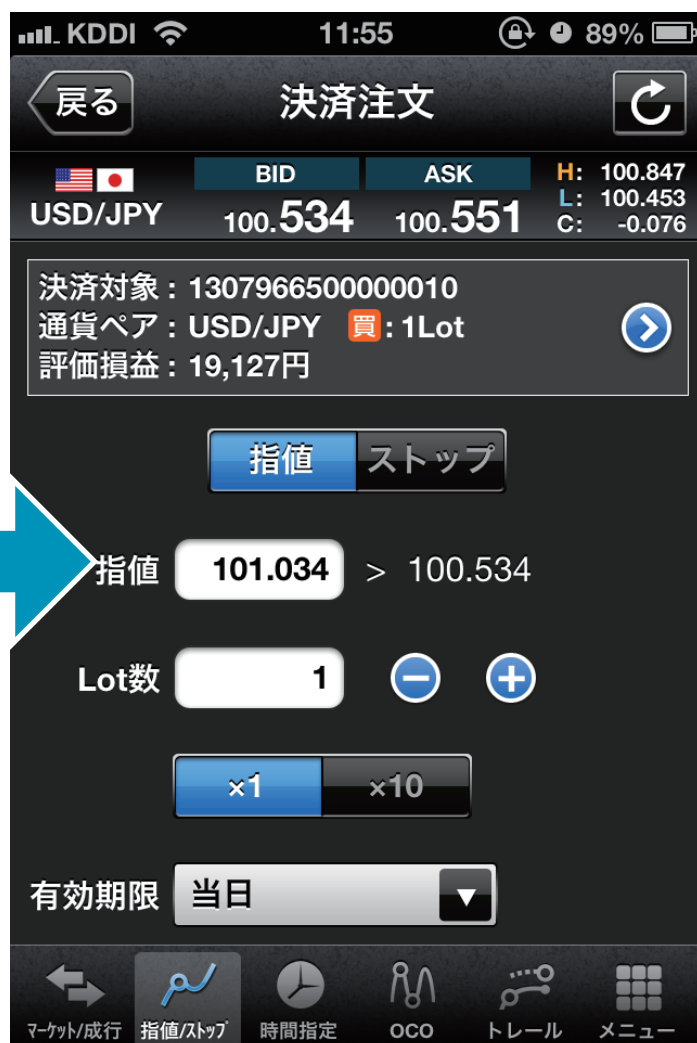 KDDI 11:55 89%
戻る 決済注文
BID ASK H: 100.847
USD/JPY 100.534 100.551 L: 100.453
C: -0.076
決済対象 : 1307966500000010
通貨ペア : USD/JPY 買 : 1Lot
評価損益 : 19,127円
指値 ストップ
指値 101.034 > 100.534
Lot数 1
×1 ×10
有効期限 当日
マーケット/成行 指値/ストップ 時間指定 OCO トレール メニュー